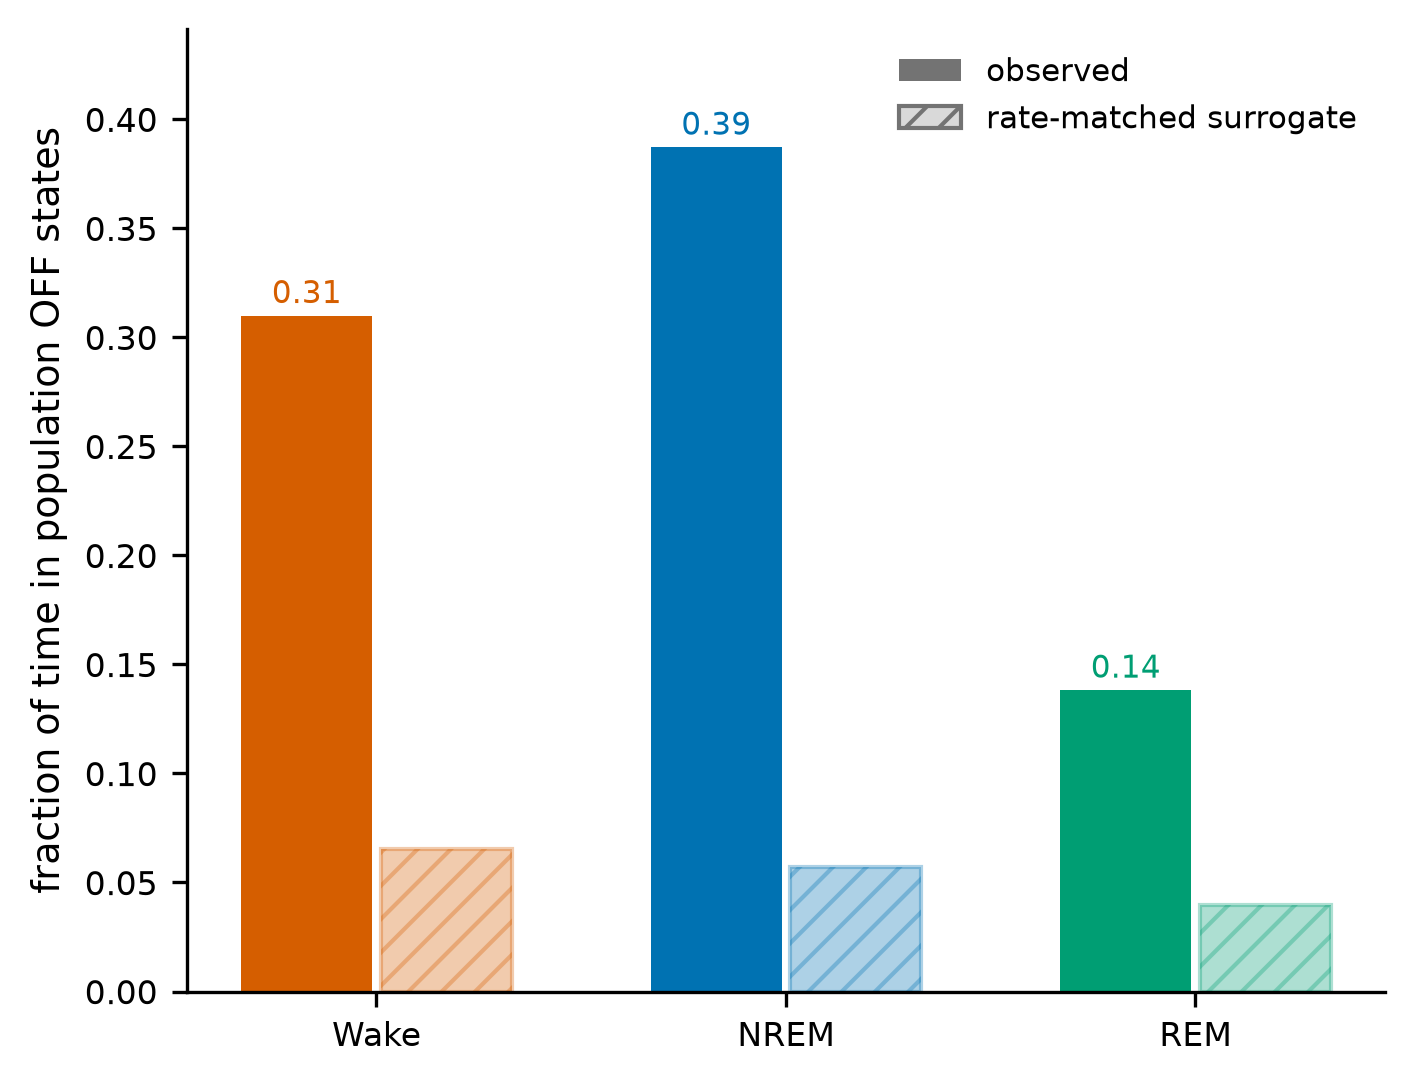 fraction of time in population OFF states
0.40
0.35
0.30
0.25
0.20
0.15
0.10
0.05
0.00
0.31
0.39
0.14
observed
rate-matched surrogate
Wake
NREM
REM